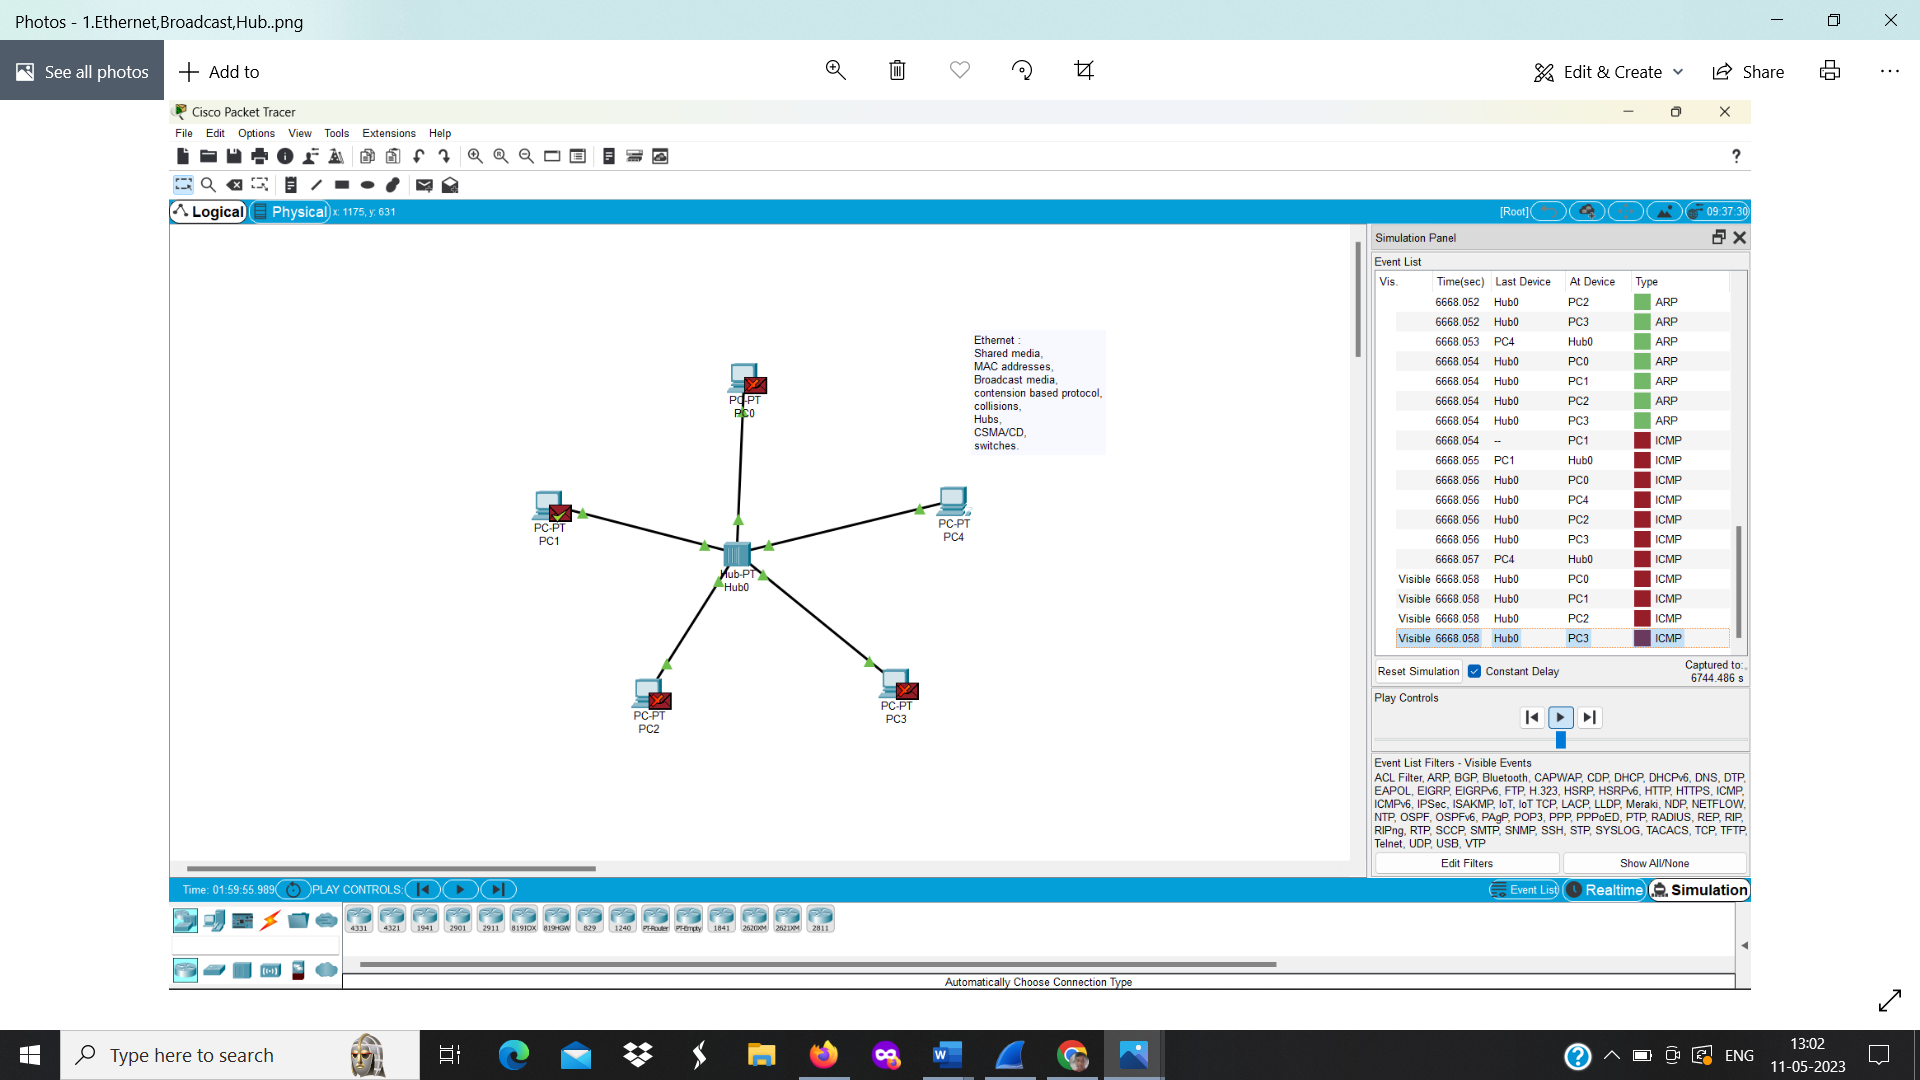 Photos - 1.Ethernet,Broadcast,Hub..png
See all photos
Add to
Edit & Create
Share
Cisco Packet Tracer
File Edit Options View Tools Extensions Help
?
Logical Physical x: 1175, y: 631
[Root] 09:37:30
Simulation Panel
Event List
Vis. Time(sec) Last Device At Device Type
6668.052 Hub0 PC2 ARP
6668.052 Hub0 PC3 ARP
6668.053 PC4 Hub0 ARP
6668.054 Hub0 PC0 ARP
6668.054 Hub0 PC1 ARP
6668.054 Hub0 PC2 ARP
6668.054 Hub0 PC3 ARP
6668.054 -- PC1 ICMP
6668.055 PC1 Hub0 ICMP
6668.056 Hub0 PC0 ICMP
6668.056 Hub0 PC4 ICMP
6668.056 Hub0 PC2 ICMP
6668.056 Hub0 PC3 ICMP
6668.057 PC4 Hub0 ICMP
Visible 6668.058 Hub0 PC0 ICMP
Visible 6668.058 Hub0 PC1 ICMP
Visible 6668.058 Hub0 PC2 ICMP
Visible 6668.058 Hub0 PC3 ICMP
Reset Simulation Constant Delay Captured to:
6744.486 s
Play Controls
Event List Filters - Visible Events
ACL Filter, ARP, BGP, Bluetooth, CAPWAP, CDP, DHCP, DHCPv6, DNS, DTP,
EAPOL, EIGRP, EIGRPv6, FTP, H.323, HSRP, HSRPv6, HTTP, HTTPS, ICMP,
ICMPv6, IPSec, ISAKMP, IoT, IoT TCP, LACP, LLDP, Meraki, NDP, NETFLOW,
NTP, OSPF, OSPFv6, PAgP, POP3, PPP, PPPoED, PTP, RADIUS, REP, RIP,
RIPng, RTP, SCCP, SMTP, SNMP, SSH, STP, SYSLOG, TACACS, TCP, TFTP,
Telnet, UDP, USB, VTP
Edit Filters Show All/None
Ethernet :
Shared media,
MAC addresses,
Broadcast media,
contension based protocol,
collisions,
Hubs,
CSMA/CD,
switches.
PC-PT
PC0
PC-PT
PC1
PC-PT
PC4
Hub-PT
Hub0
PC-PT
PC2
PC-PT
PC3
Time: 01:59:55.989 PLAY CONTROLS:
Event List Realtime Simulation
4331 4321 1941 2901 2911 819IOX 819HGW 829 1240 PT-Router PT-Empty 1841 2620XM 2621XM 2811
Automatically Choose Connection Type
Type here to search
ENG
13:02
11-05-2023